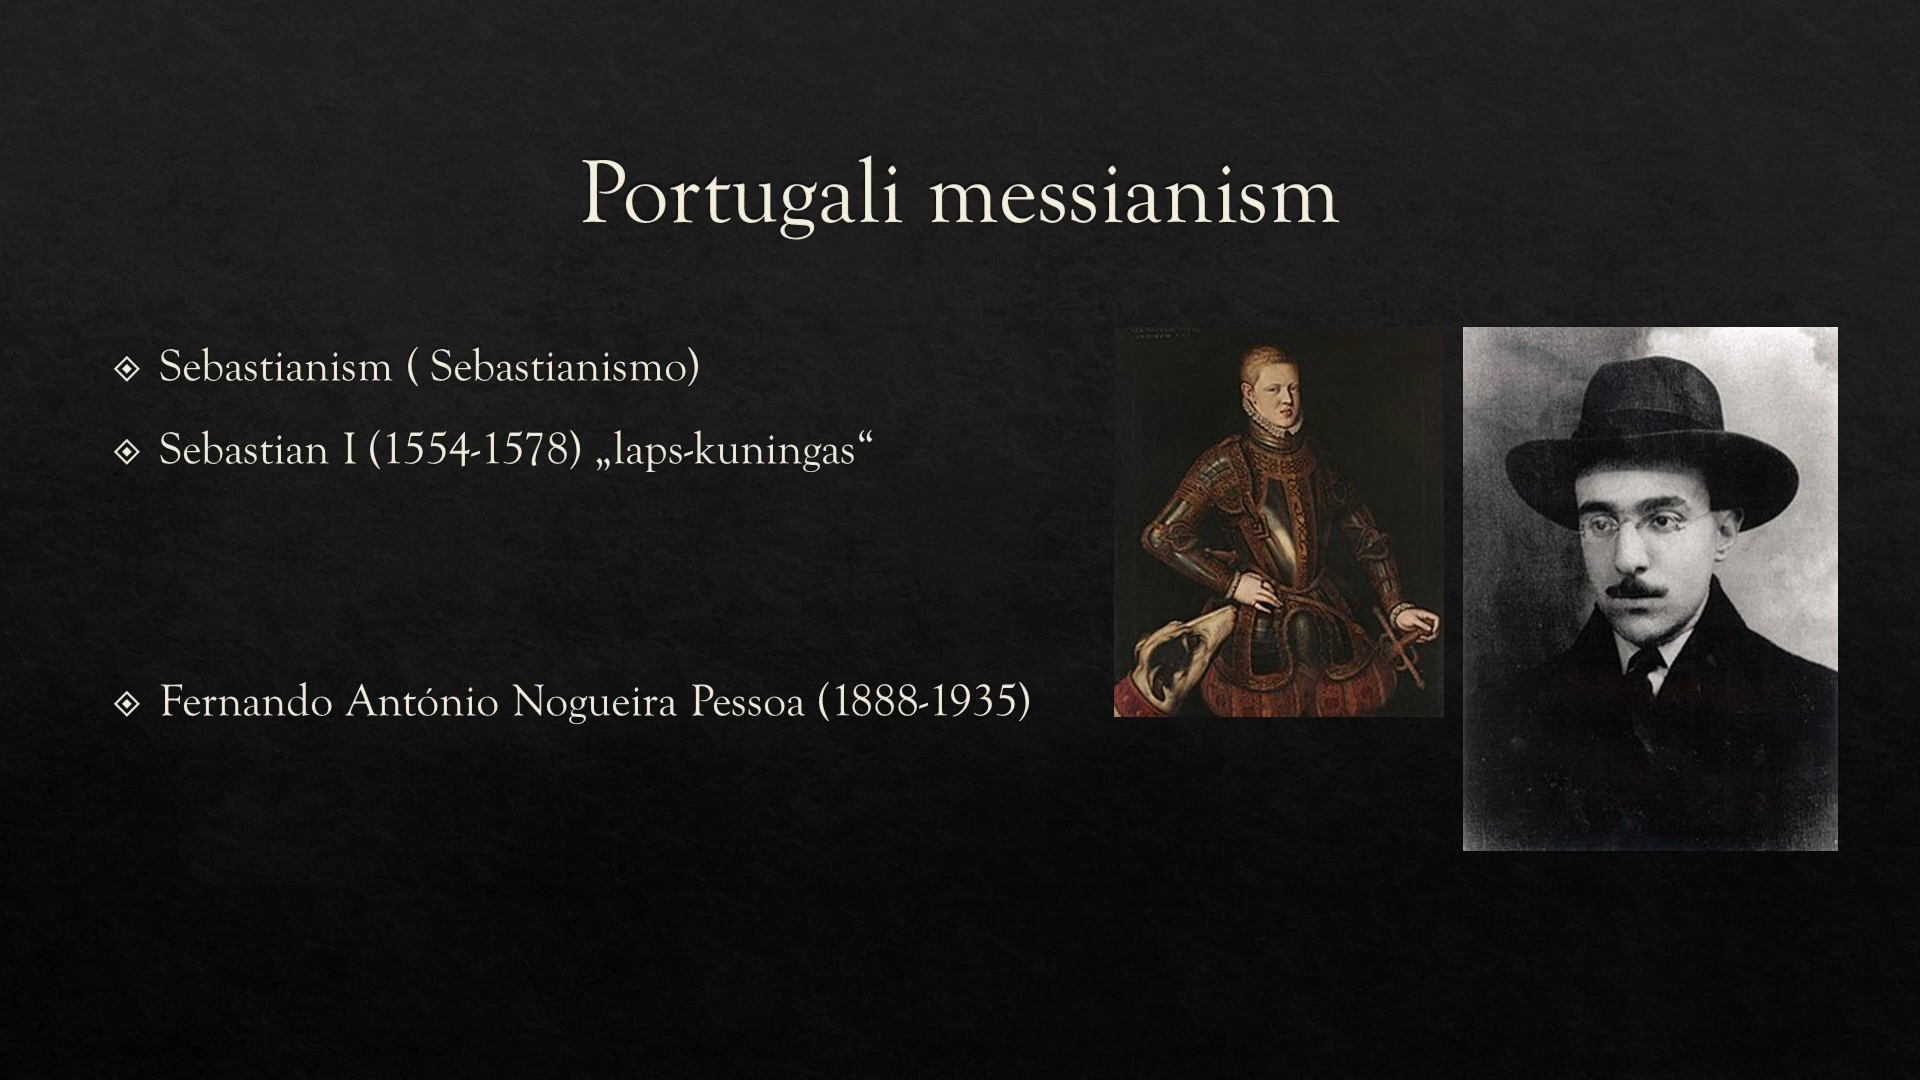 Portugali messianism
Sebastianism ( Sebastianismo)
Sebastian I (1554-1578) „laps-kuningas“
Fernando António Nogueira Pessoa (1888-1935)